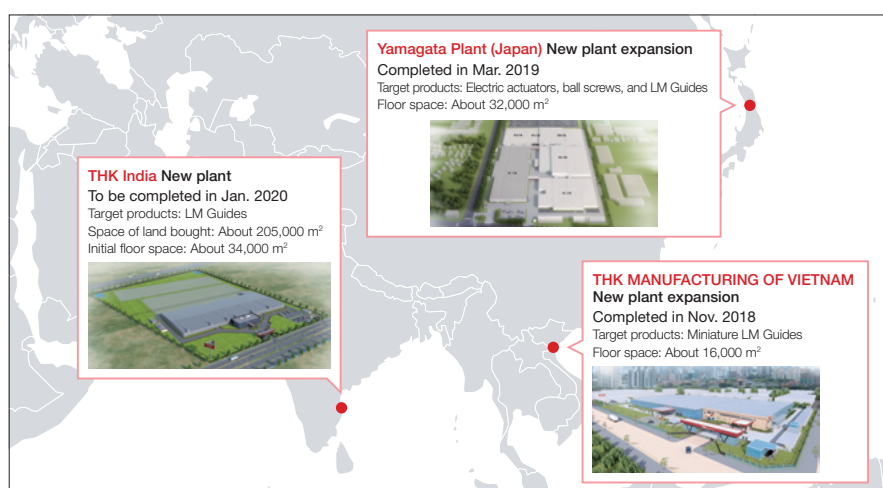 Yamagata Plant (Japan) New plant expansion
Completed in Mar. 2019
Target products: Electric actuators, ball screws, and LM Guides
Floor space: About 32,000 m²
THK India New plant
To be completed in Jan. 2020
Target products: LM Guides
Space of land bought: About 205,000 m²
Initial floor space: About 34,000 m²
THK MANUFACTURING OF VIETNAM
New plant expansion
Completed in Nov. 2018
Target products: Miniature LM Guides
Floor space: About 16,000 m²